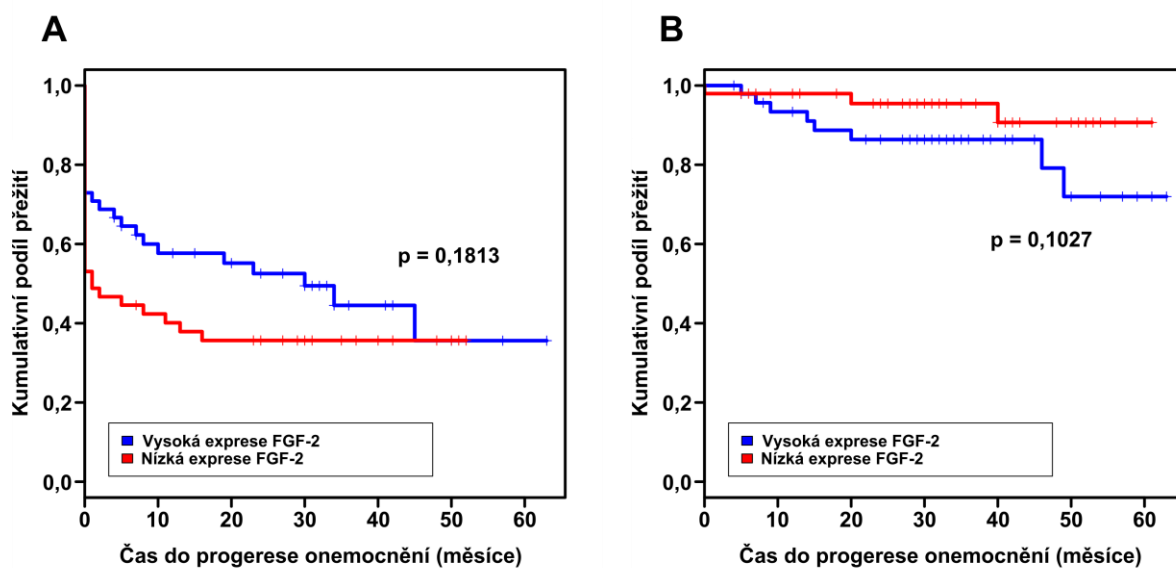 A
Kumulativní podíl přežití
1,0
0,8
0,6
0,4
0,2
0,0
p = 0,1813
Vysoká exprese FGF-2
Nízká exprese FGF-2
0 10 20 30 40 50 60
Čas do progerese onemocnění (měsíce)
B
Kumulativní podíl přežití
1,0
0,8
0,6
0,4
0,2
0,0
p = 0,1027
Vysoká exprese FGF-2
Nízká exprese FGF-2
0 10 20 30 40 50 60
Čas do progerese onemocnění (měsíce)